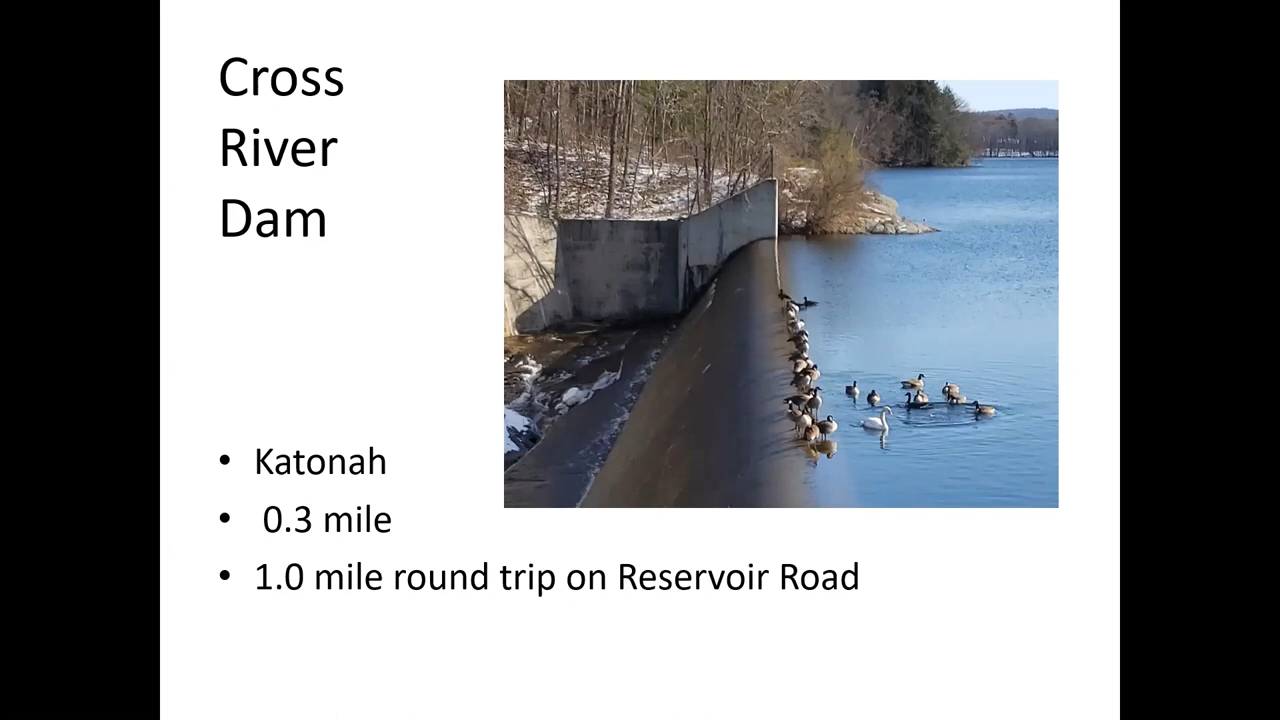 Cross
River
Dam
• Katonah
• 0.3 mile
• 1.0 mile round trip on Reservoir Road